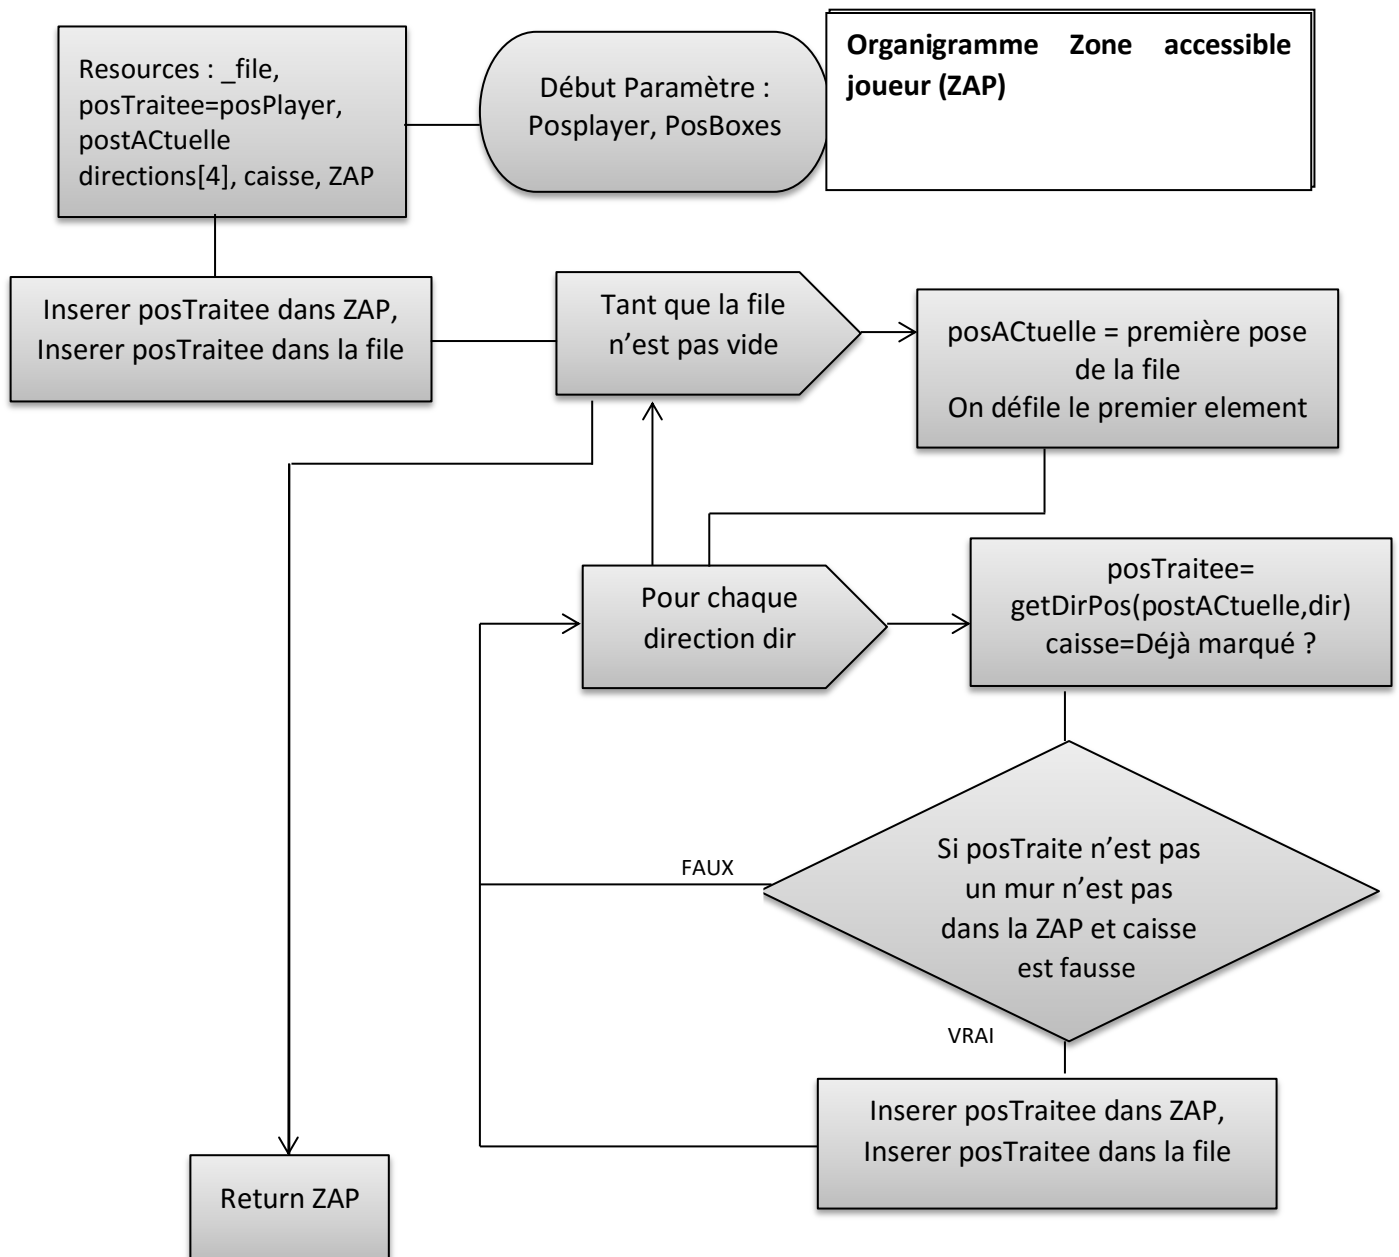 Organigramme Zone accessible
joueur (ZAP)
Resources : _file,
posTraitee=posPlayer,
postACtuelle
directions[4], caisse, ZAP
Début Paramètre :
Posplayer, PosBoxes
Inserer posTraitee dans ZAP,
Inserer posTraitee dans la file
Tant que la file
n’est pas vide
posACtuelle = première pose
de la file
On défile le premier element
Pour chaque
direction dir
posTraitee=
getDirPos(postACtuelle,dir)
caisse=Déjà marqué ?
Si posTraite n’est pas
un mur n’est pas
dans la ZAP et caisse
est fausse
FAUX
VRAI
Inserer posTraitee dans ZAP,
Inserer posTraitee dans la file
Return ZAP